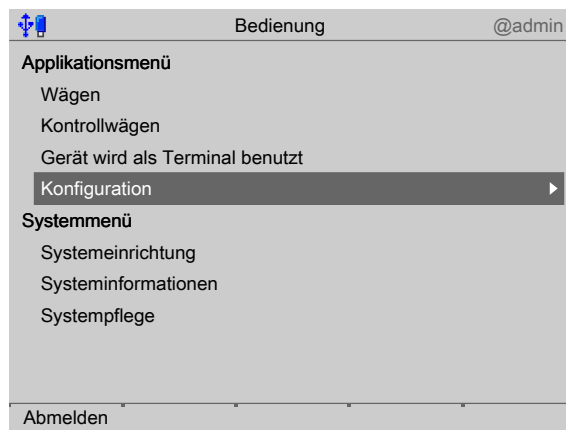 Bedienung @admin
Applikationsmenü
Wägen
Kontrollwägen
Gerät wird als Terminal benutzt
Konfiguration
Systemmenü
Systemeinrichtung
Systeminformationen
Systempflege
Abmelden